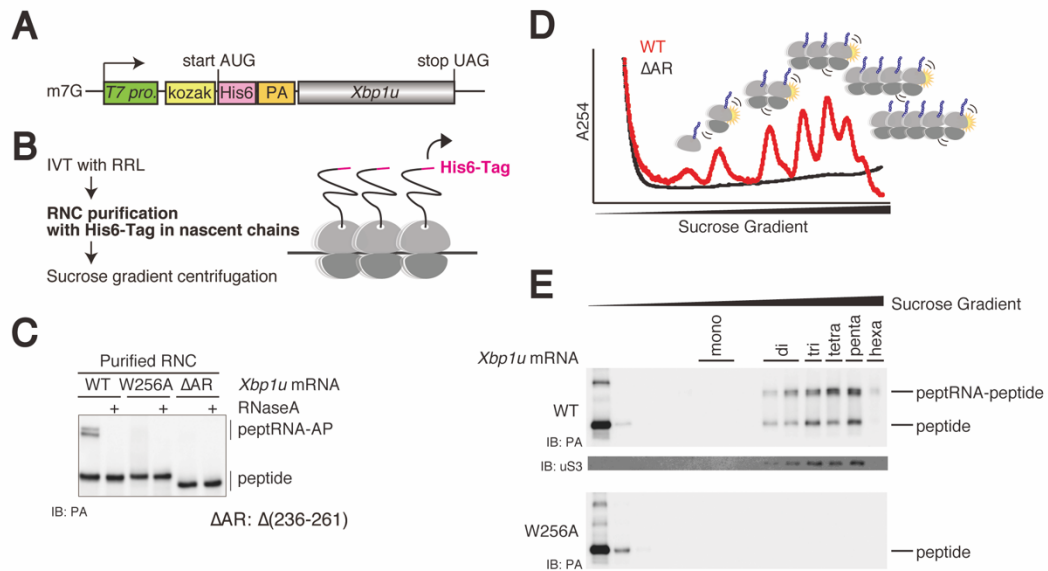 A
start AUG
stop UAG
m7G
T7 pro.
kozak
His6
PA
Xbp1u
B
IVT with RRL
RNC purification
with His6-Tag in nascent chains
Sucrose gradient centrifugation
His6-Tag
C
Purified RNC
WT W256A ΔAR Xbp1u mRNA
+ + + RNaseA
peptRNA-AP
peptide
IB: PA
ΔAR: Δ(236-261)
D
WT
ΔAR
A254
Sucrose Gradient
E
Sucrose Gradient
Xbp1u mRNA
mono
di
tri
tetra
penta
hexa
WT
peptRNA-peptide
peptide
IB: PA
IB: uS3
W256A
peptide
IB: PA